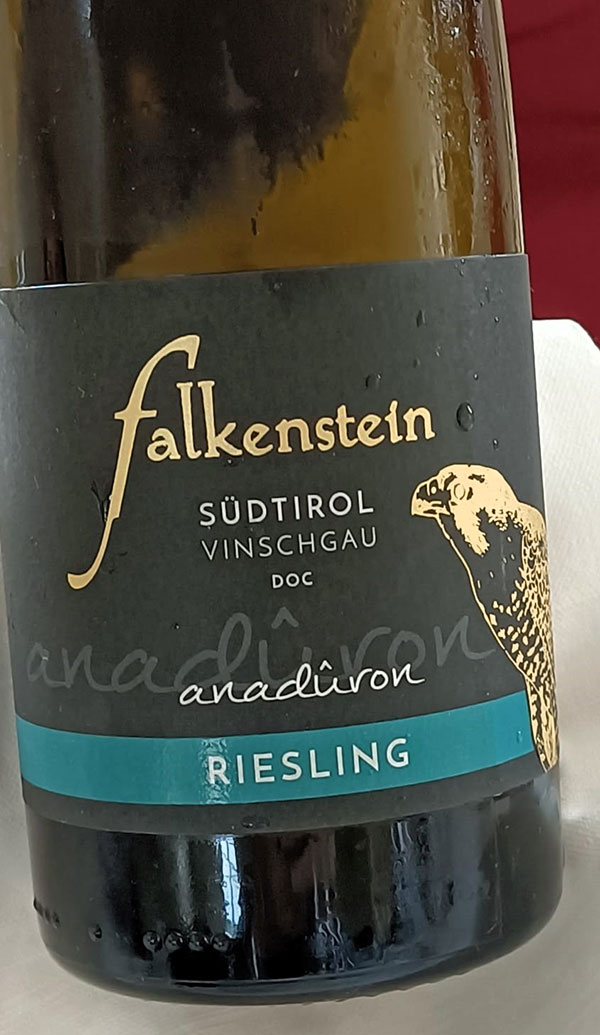 falkenstein
SÜDTIROL
VINSCHGAU
DOC
anadûron
anadûron
RIESLING